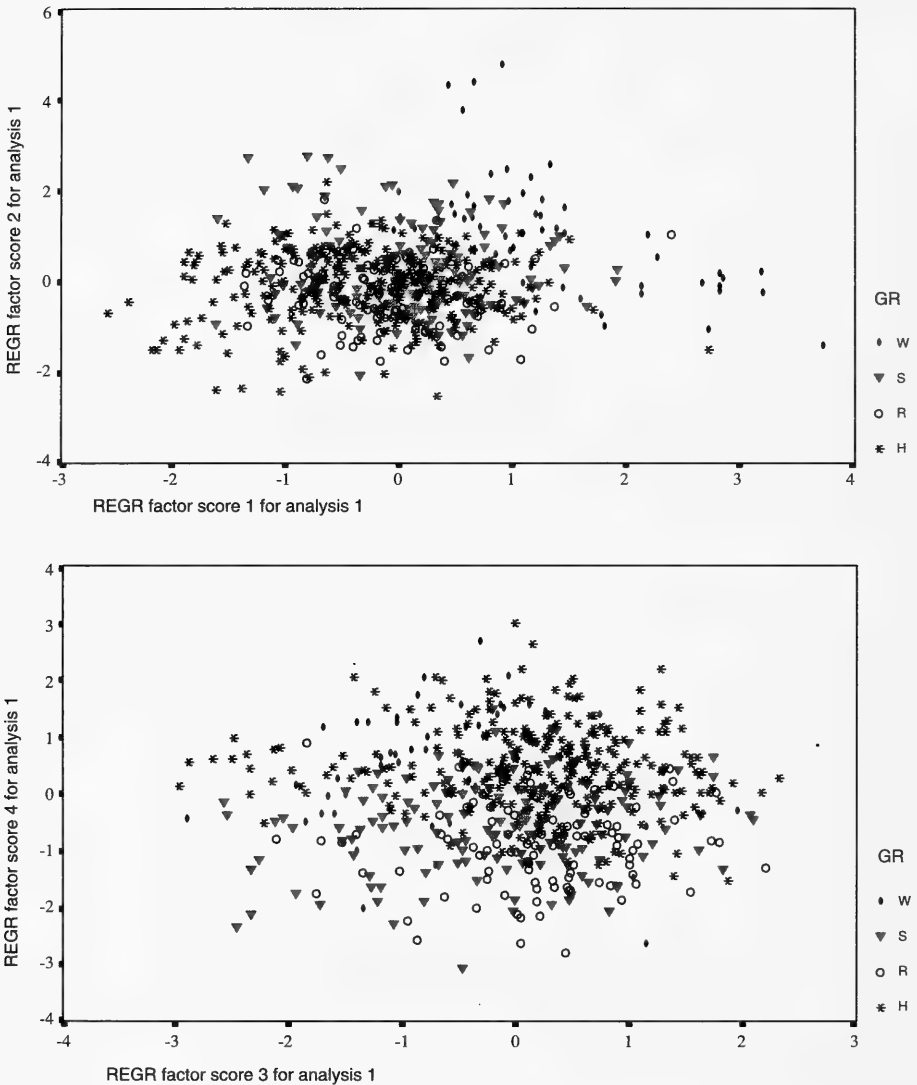 6
4
2
0
-2
-4
REGR factor score 2 for analysis 1
-3
-2
-1
0
1
2
3
4
REGR factor score 1 for analysis 1
GR
W
S
R
H
4
3
2
1
0
-1
-2
-3
-4
REGR factor score 4 for analysis 1
-4
-3
-2
-1
0
1
2
3
REGR factor score 3 for analysis 1
GR
W
S
R
H